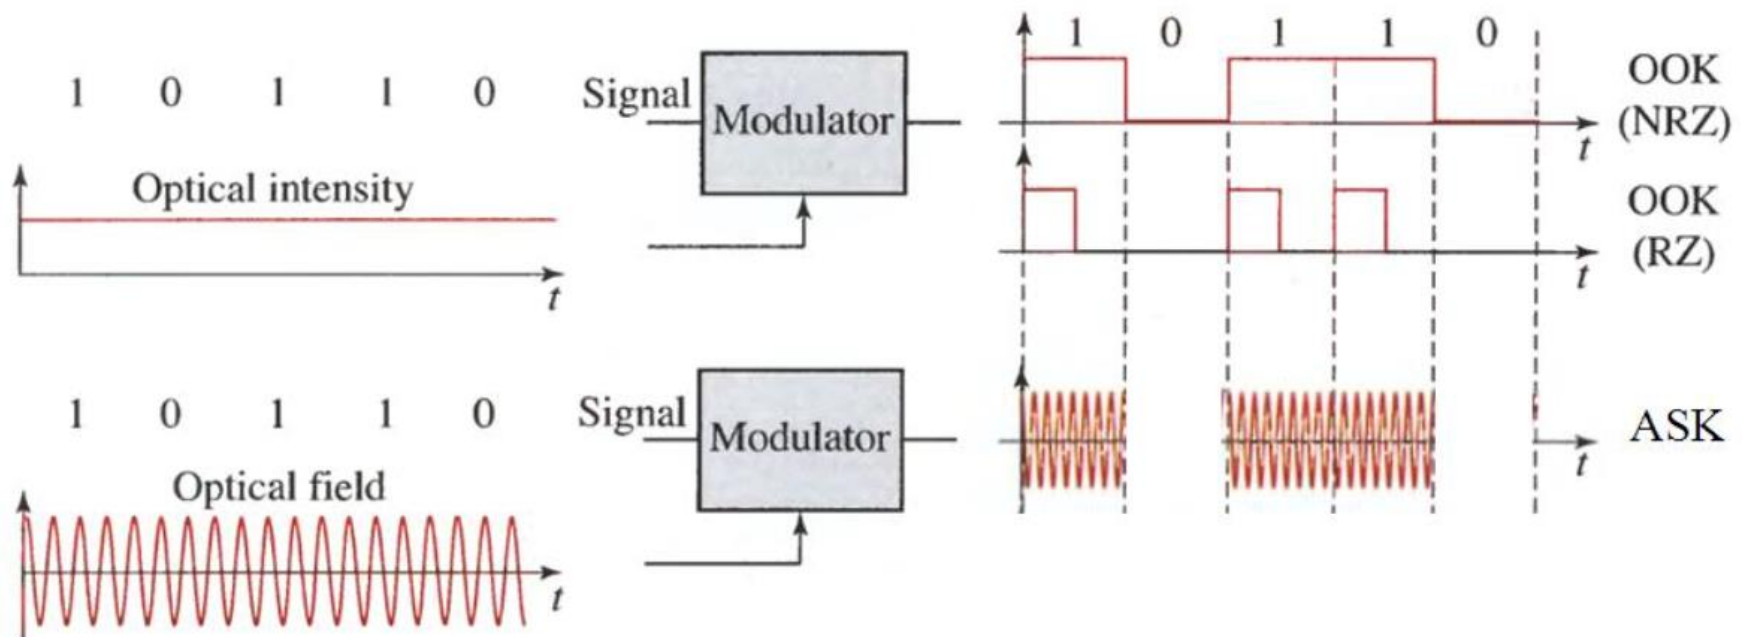 1 0 1 1 0
Optical intensity
t
Signal
Modulator
1 0 1 1 0
OOK
(NRZ)
t
OOK
(RZ)
t
1 0 1 1 0
Optical field
t
Signal
Modulator
ASK
t